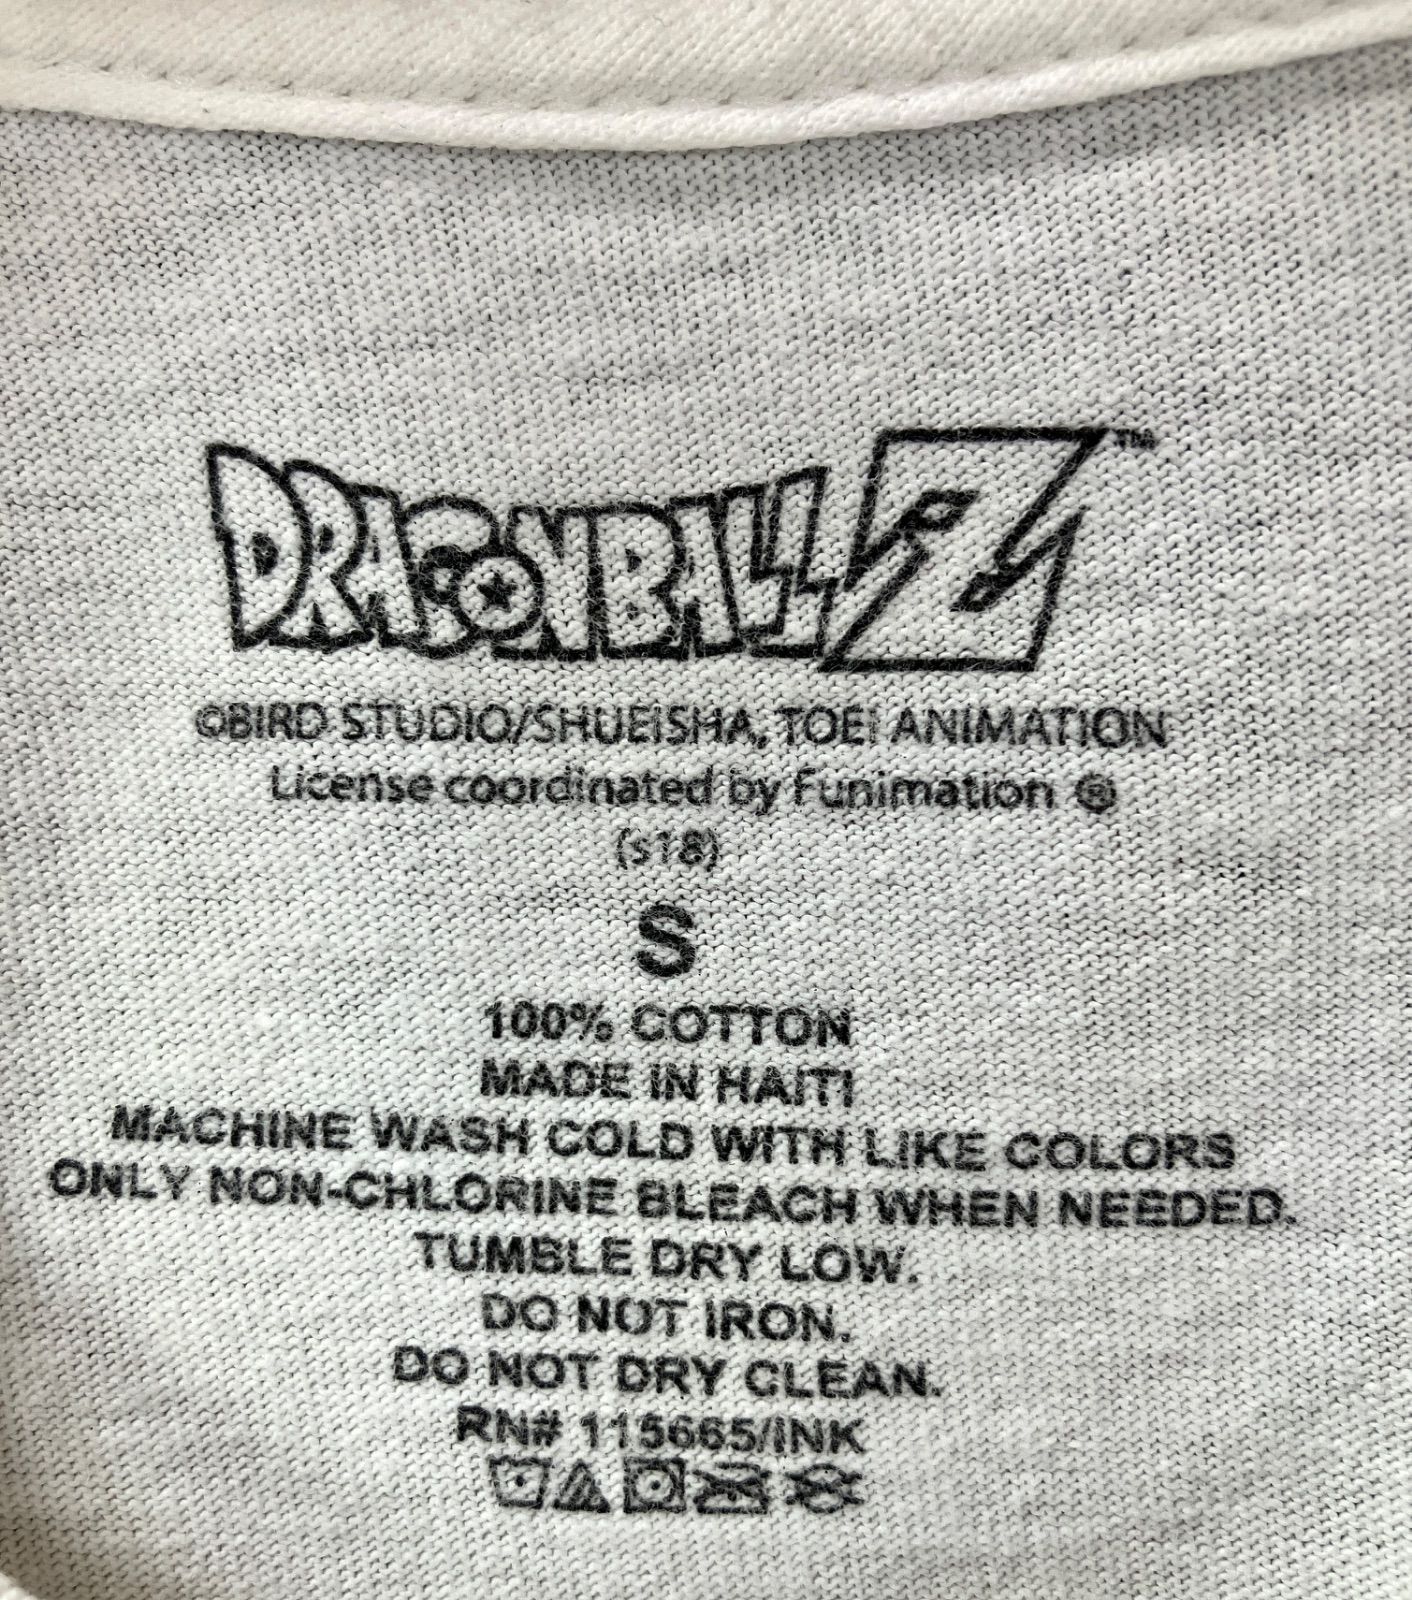 DRAGONBALL Z™
©BIRD STUDIO/SHUEISHA, TOEI ANIMATION
License coordinated by Funimation ®
(s18)
S
100% COTTON
MADE IN HAITI
MACHINE WASH COLD WITH LIKE COLORS
ONLY NON-CHLORINE BLEACH WHEN NEEDED.
TUMBLE DRY LOW.
DO NOT IRON.
DO NOT DRY CLEAN.
RN# 115665/INK